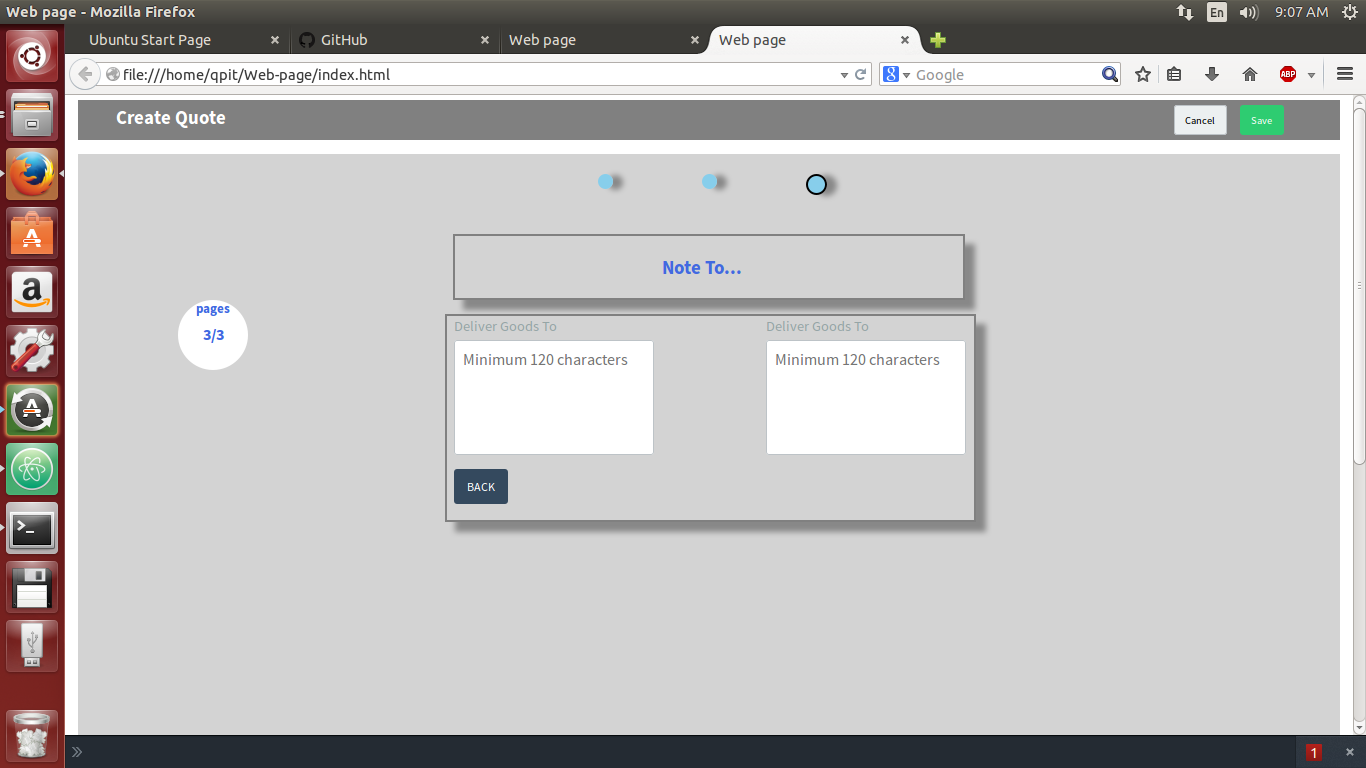 Web page - Mozilla Firefox
En
9:07 AM
Ubuntu Start Page
GitHub
Web page
Web page
file:///home/qpit/Web-page/index.html
8
Google
ABP
Create Quote
Cancel
Save
Note To...
pages
3/3
Deliver Goods To
Deliver Goods To
Minimum 120 characters
Minimum 120 characters
BACK
a
>_
1